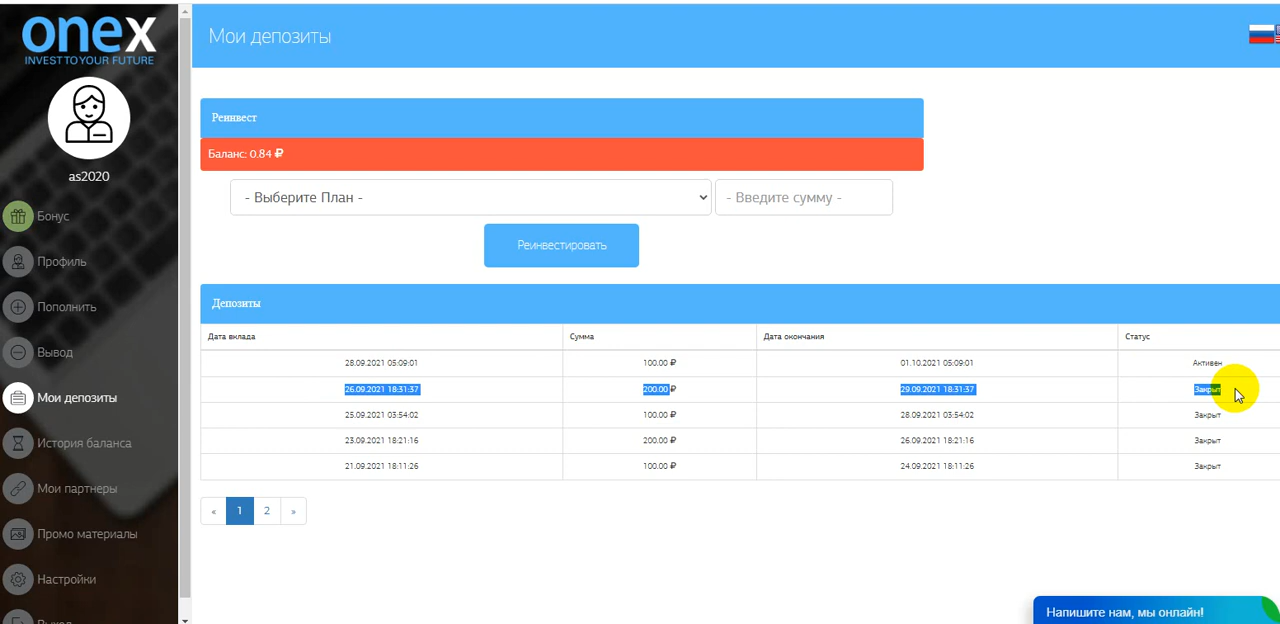 onex
INVEST TO YOUR FUTURE
as2020
Бонус
Профиль
Пополнить
Вывод
Мои депозиты
История баланса
Мои партнеры
Промо материалы
Настройки
Мои депозиты
Реинвест
Баланс: 0.84 ₽
- Выберите План - - Введите сумму -
Реинвестировать
Депозиты
Дата вклада Сумма Дата окончания Статус
28.09.2021 05:09:01 100.00 ₽ 01.10.2021 05:09:01 Активен
26.09.2021 18:31:37 200.00 ₽ 29.09.2021 18:31:37 Закрыт
25.09.2021 03:54:02 100.00 ₽ 28.09.2021 03:54:02 Закрыт
23.09.2021 18:21:16 200.00 ₽ 26.09.2021 18:21:16 Закрыт
21.09.2021 18:11:26 100.00 ₽ 24.09.2021 18:11:26 Закрыт
« 1 2 »
Напишите нам, мы онлайн!